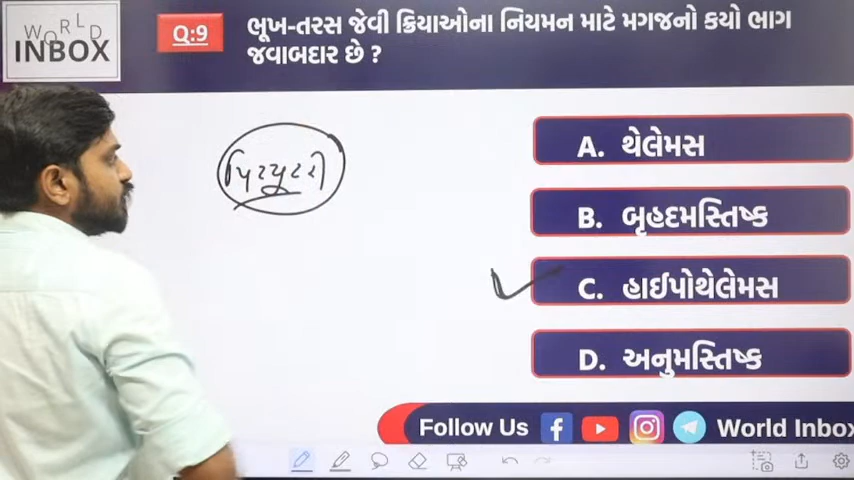 WORLD
INBOX
Q:9
ભૂખ-તરસ જેવી ક્રિયાઓના નિયમન માટે મગજનો કયો ભાગ
જવાબદાર છે ?
પિટ્યુટરી
A. થેલેમસ
B. બૃહદમસ્તિષ્ક
C. હાઈપોથેલેમસ
D. અનુમસ્તિષ્ક
Follow Us
World Inbox